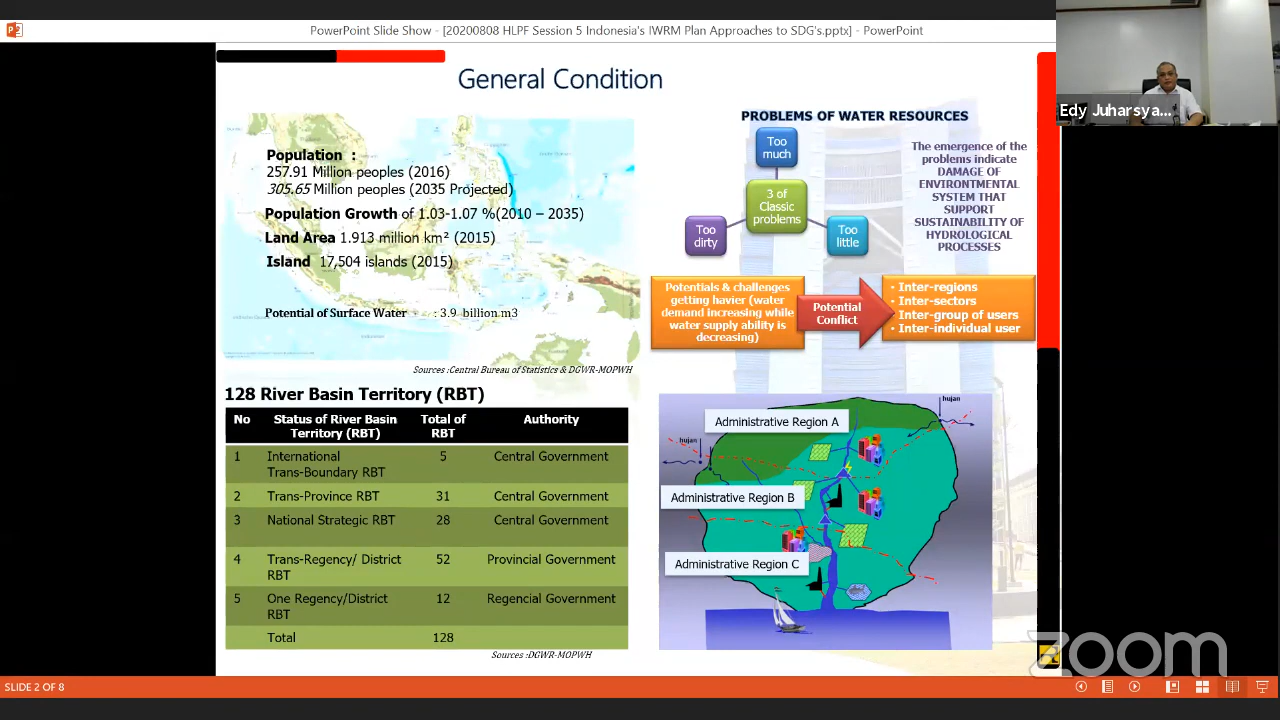 PowerPoint Slide Show - [20200808 HLPF Session 5 Indonesia's IWRM Plan Approaches to SDG's.pptx] - PowerPoint
Edy Juharsya...
General Condition
Population :
257.91 Million peoples (2016)
305.65 Million peoples (2035 Projected)
Population Growth of 1.03-1.07 %(2010 – 2035)
Land Area 1.913 million km² (2015)
Island 17,504 islands (2015)
Potential of Surface Water : 3.9 billion m3
Sources :Central Bureau of Statistics & DGWR-MOPWH
PROBLEMS OF WATER RESOURCES
Too
much
3 of
Classic
problems
Too
dirty
Too
little
The emergence of the
problems indicate
DAMAGE OF
ENVIRONTMENTAL
SYSTEM THAT
SUPPORT
SUSTAINABILITY OF
HYDROLOGICAL
PROCESSES
Potentials & challenges
getting havier (water
demand increasing while
water supply ability is
decreasing)
Potential
Conflict
• Inter-regions
• Inter-sectors
• Inter-group of users
• Inter-individual user
128 River Basin Territory (RBT)
No Status of River Basin Territory (RBT) Total of RBT Authority
1 International Trans-Boundary RBT 5 Central Government
2 Trans-Province RBT 31 Central Government
3 National Strategic RBT 28 Central Government
4 Trans-Regency/ District RBT 52 Provincial Government
5 One Regency/District RBT 12 Regencial Government
Total 128
Sources :DGWR-MOPWH
hujan
Administrative Region A
hujan
Administrative Region B
Administrative Region C
zoom
SLIDE 2 OF 8